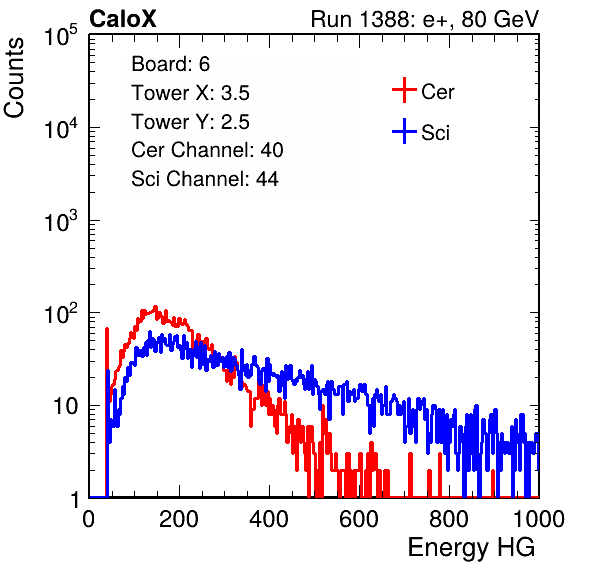 CaloX Run 1388: e+, 80 GeV
Counts
Board: 6
Tower X: 3.5
Tower Y: 2.5
Cer Channel: 40
Sci Channel: 44
Cer
Sci
10^5
10^4
10^3
10^2
10
1
0 200 400 600 800 1000
Energy HG